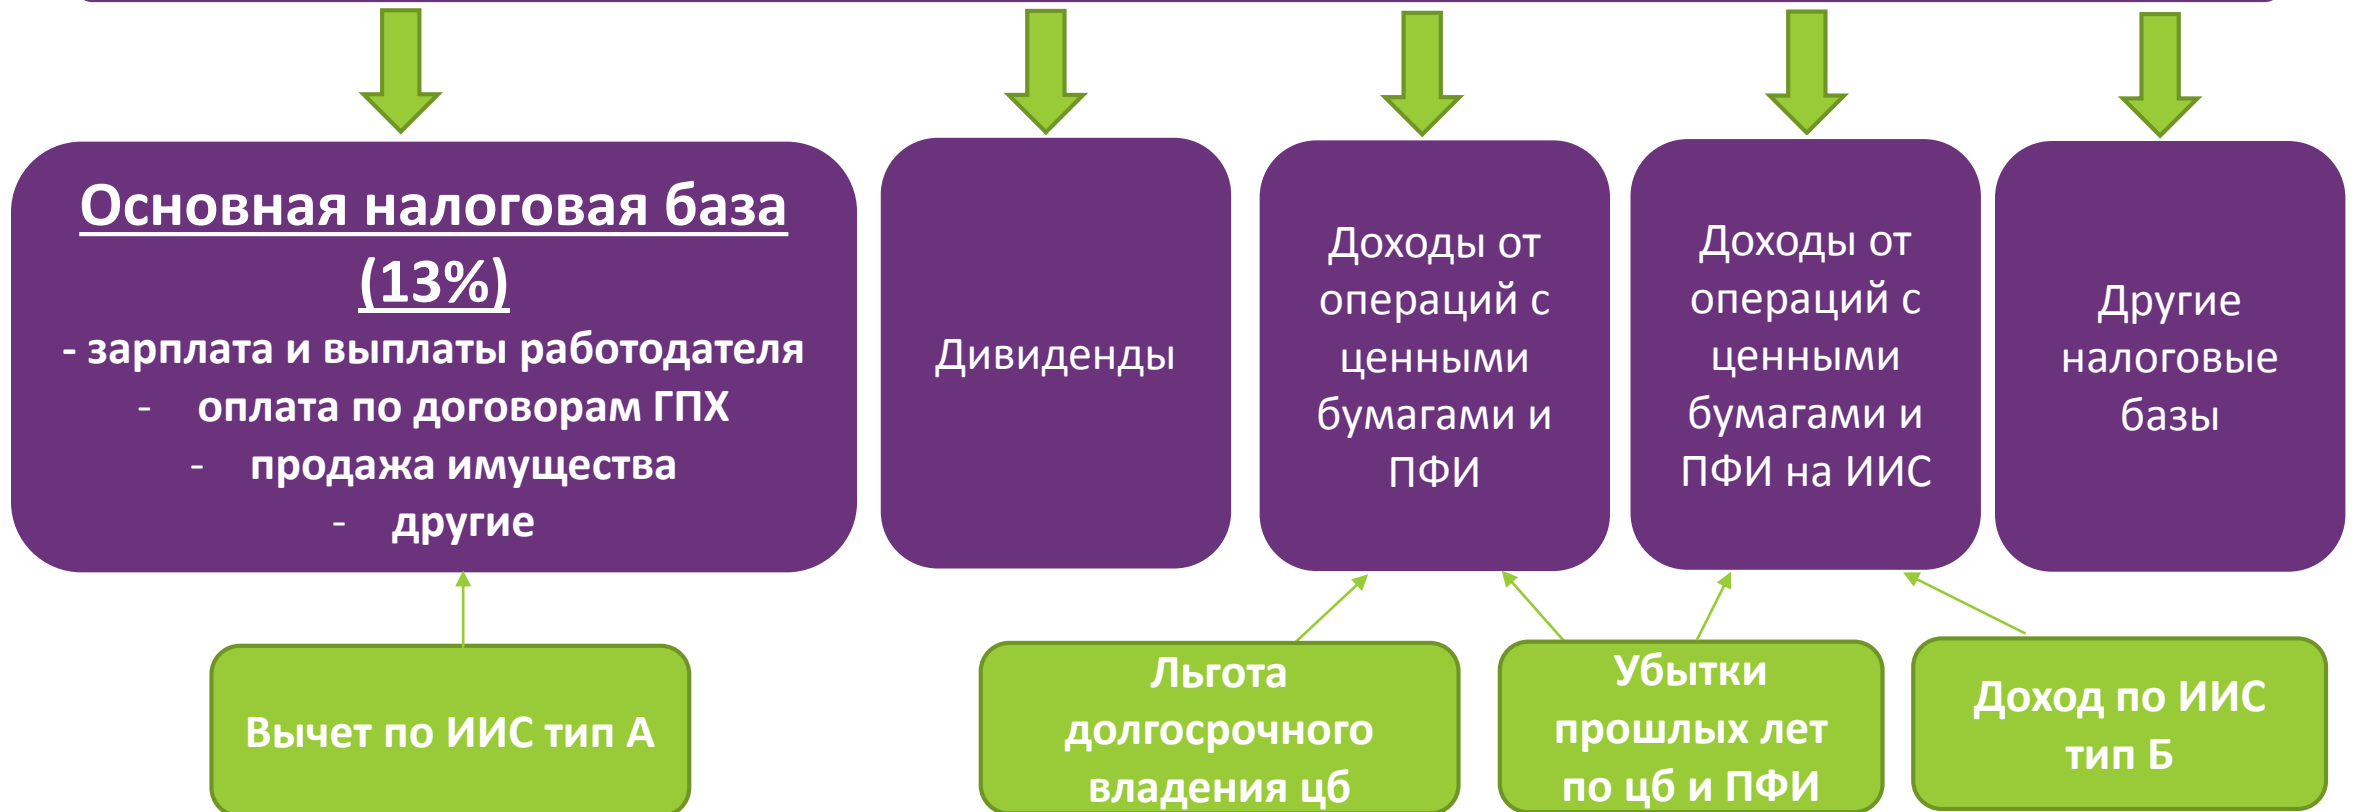 Основная налоговая база
(13%)
- зарплата и выплаты работодателя
- оплата по договорам ГПХ
- продажа имущества
- другие
Дивиденды
Доходы от
операций с
ценными
бумагами и
ПФИ
Доходы от
операций с
ценными
бумагами и
ПФИ на ИИС
Другие
налоговые
базы
Вычет по ИИС тип А
Льгота
долгосрочного
владения цб
Убытки
прошлых лет
по цб и ПФИ
Доход по ИИС
тип Б